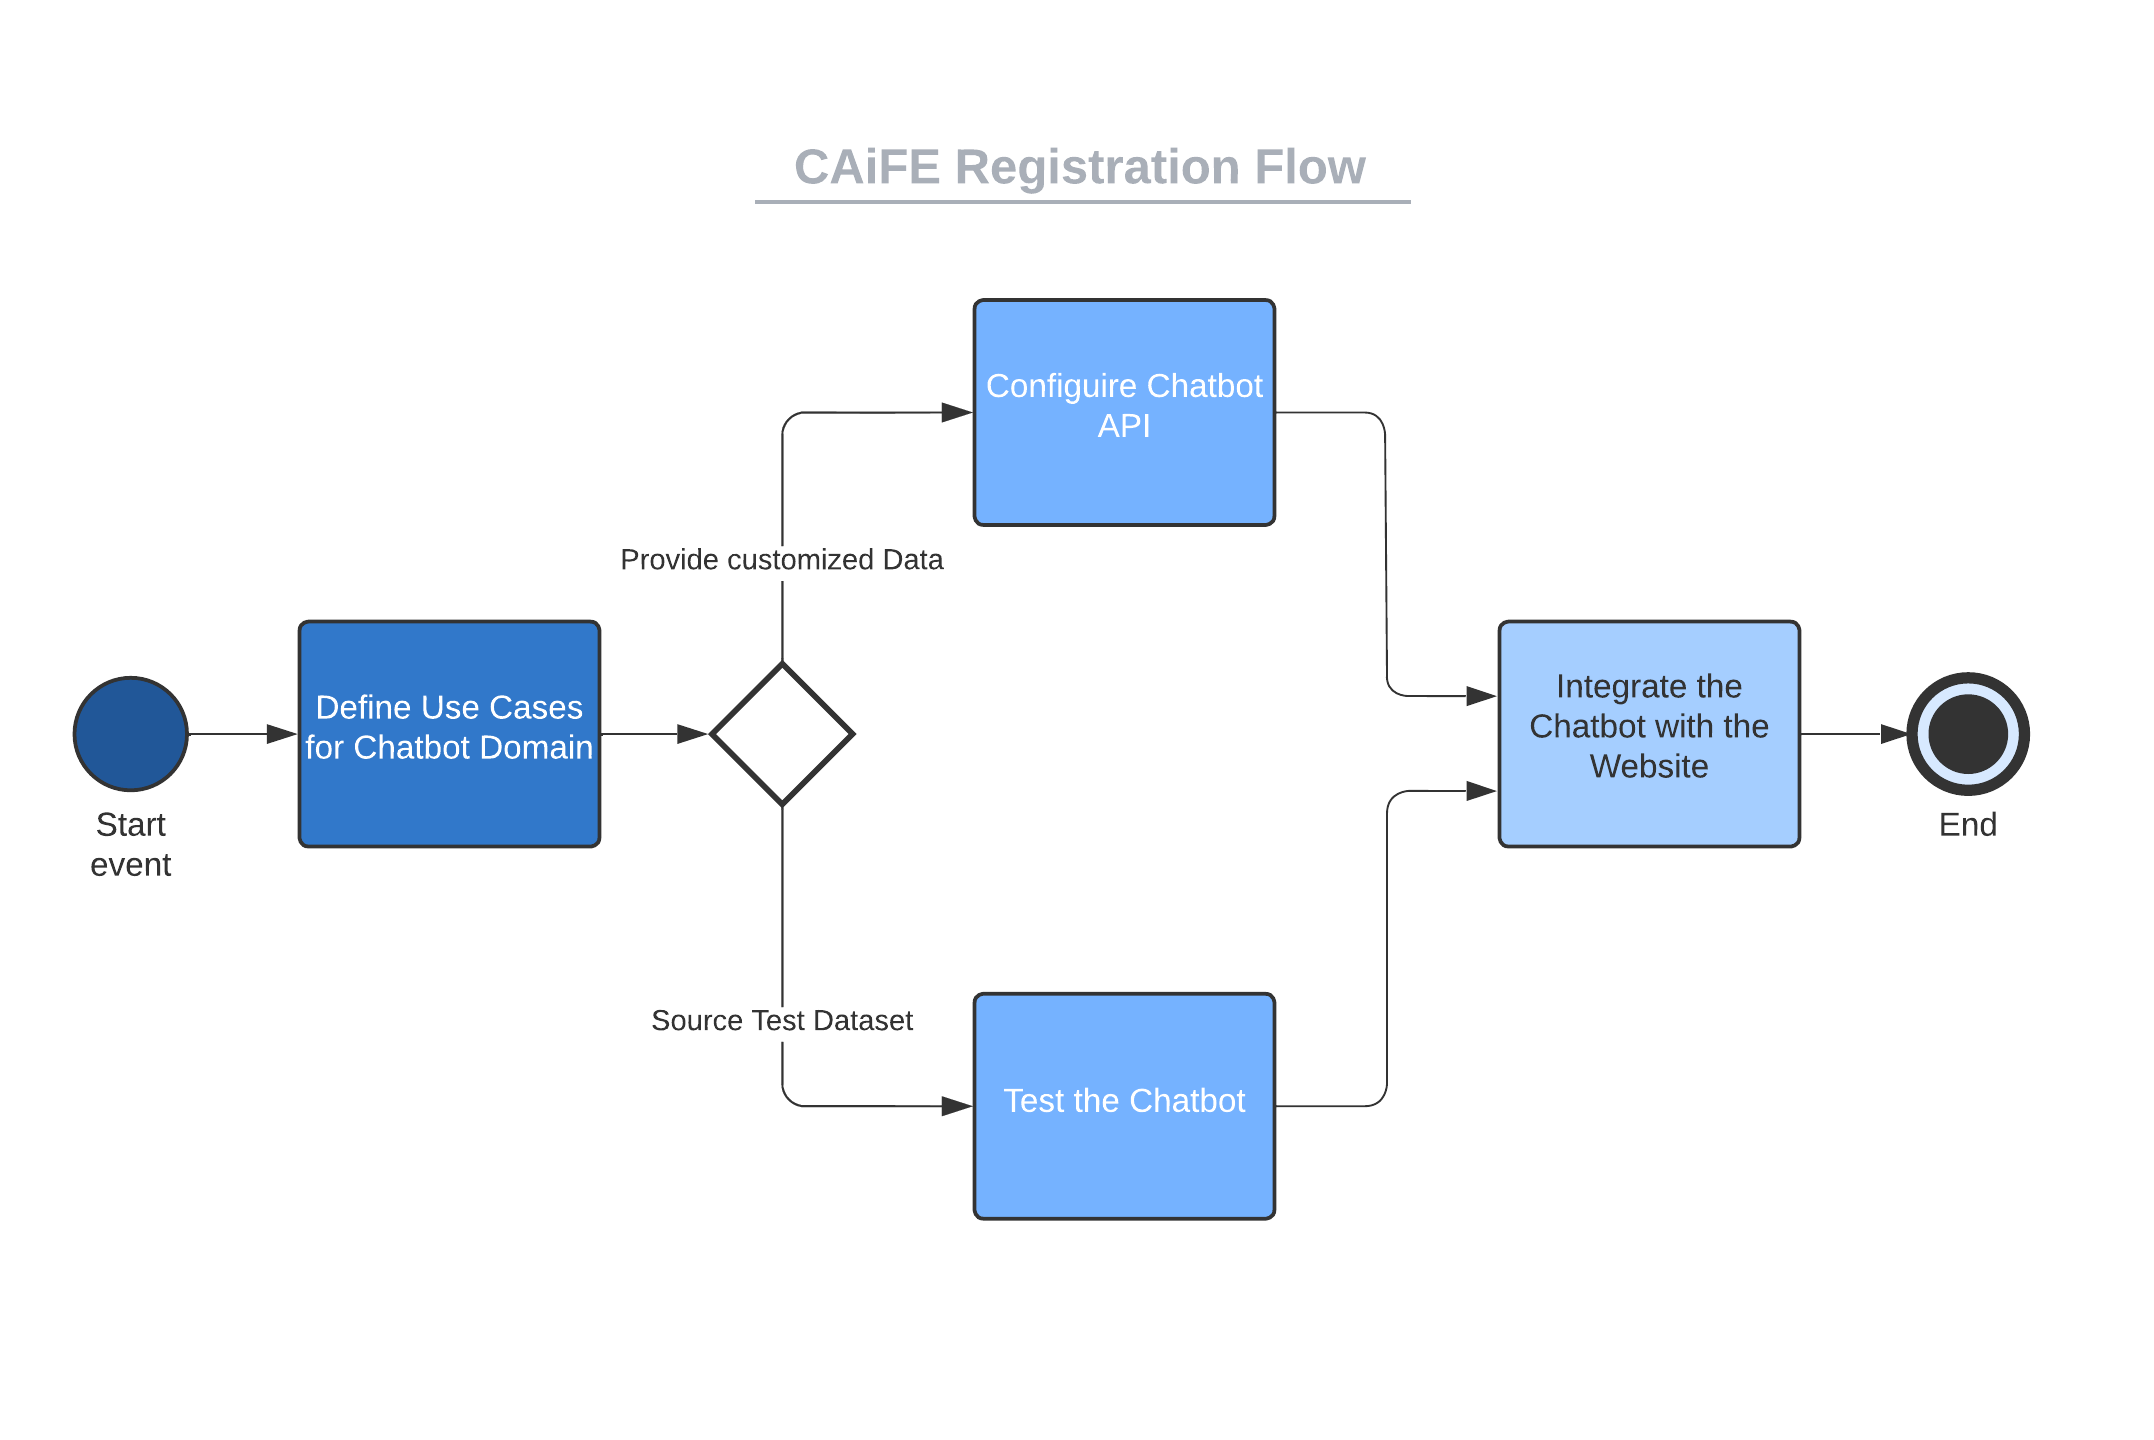 CAiFE Registration Flow
Configuire Chatbot
API
Provide customized Data
Define Use Cases
for Chatbot Domain
Integrate the
Chatbot with the
Website
Start
event
End
Source Test Dataset
Test the Chatbot